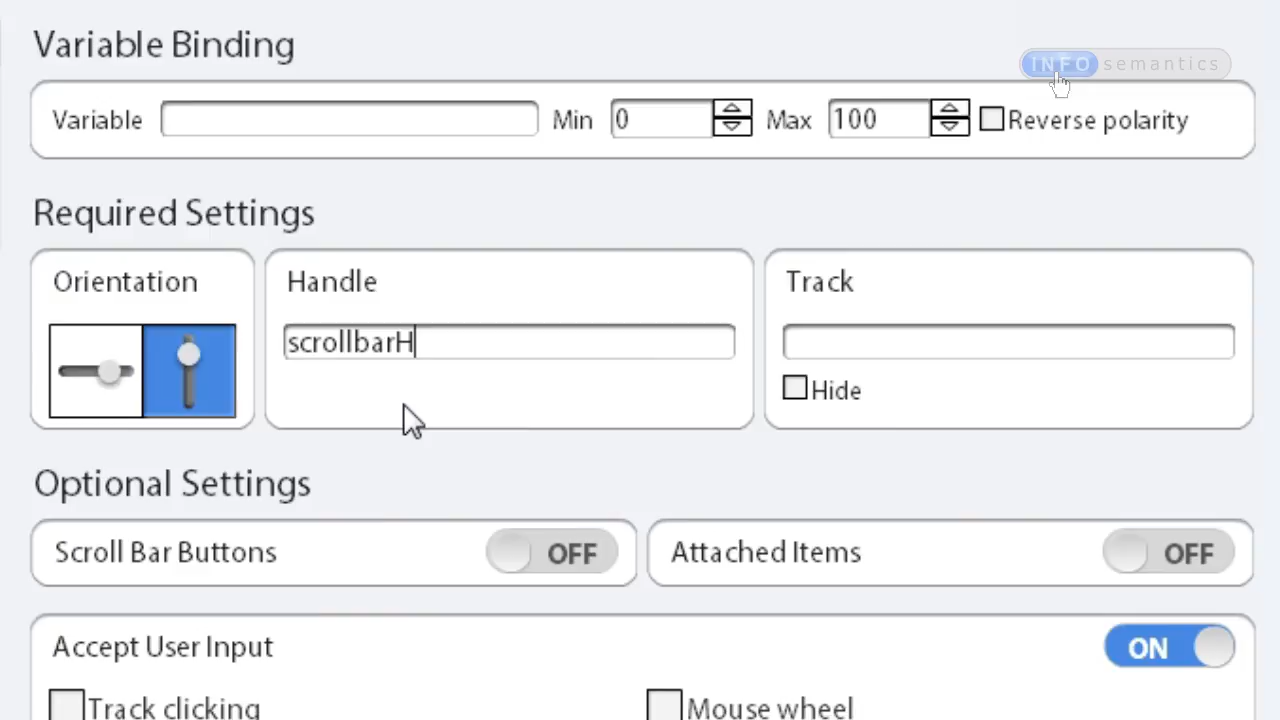 Variable Binding
INFO semantics
Variable Min 0 Max 100 Reverse polarity
Required Settings
Orientation Handle Track
scrollbarH
Hide
Optional Settings
Scroll Bar Buttons OFF Attached Items OFF
Accept User Input ON
Track clicking Mouse wheel